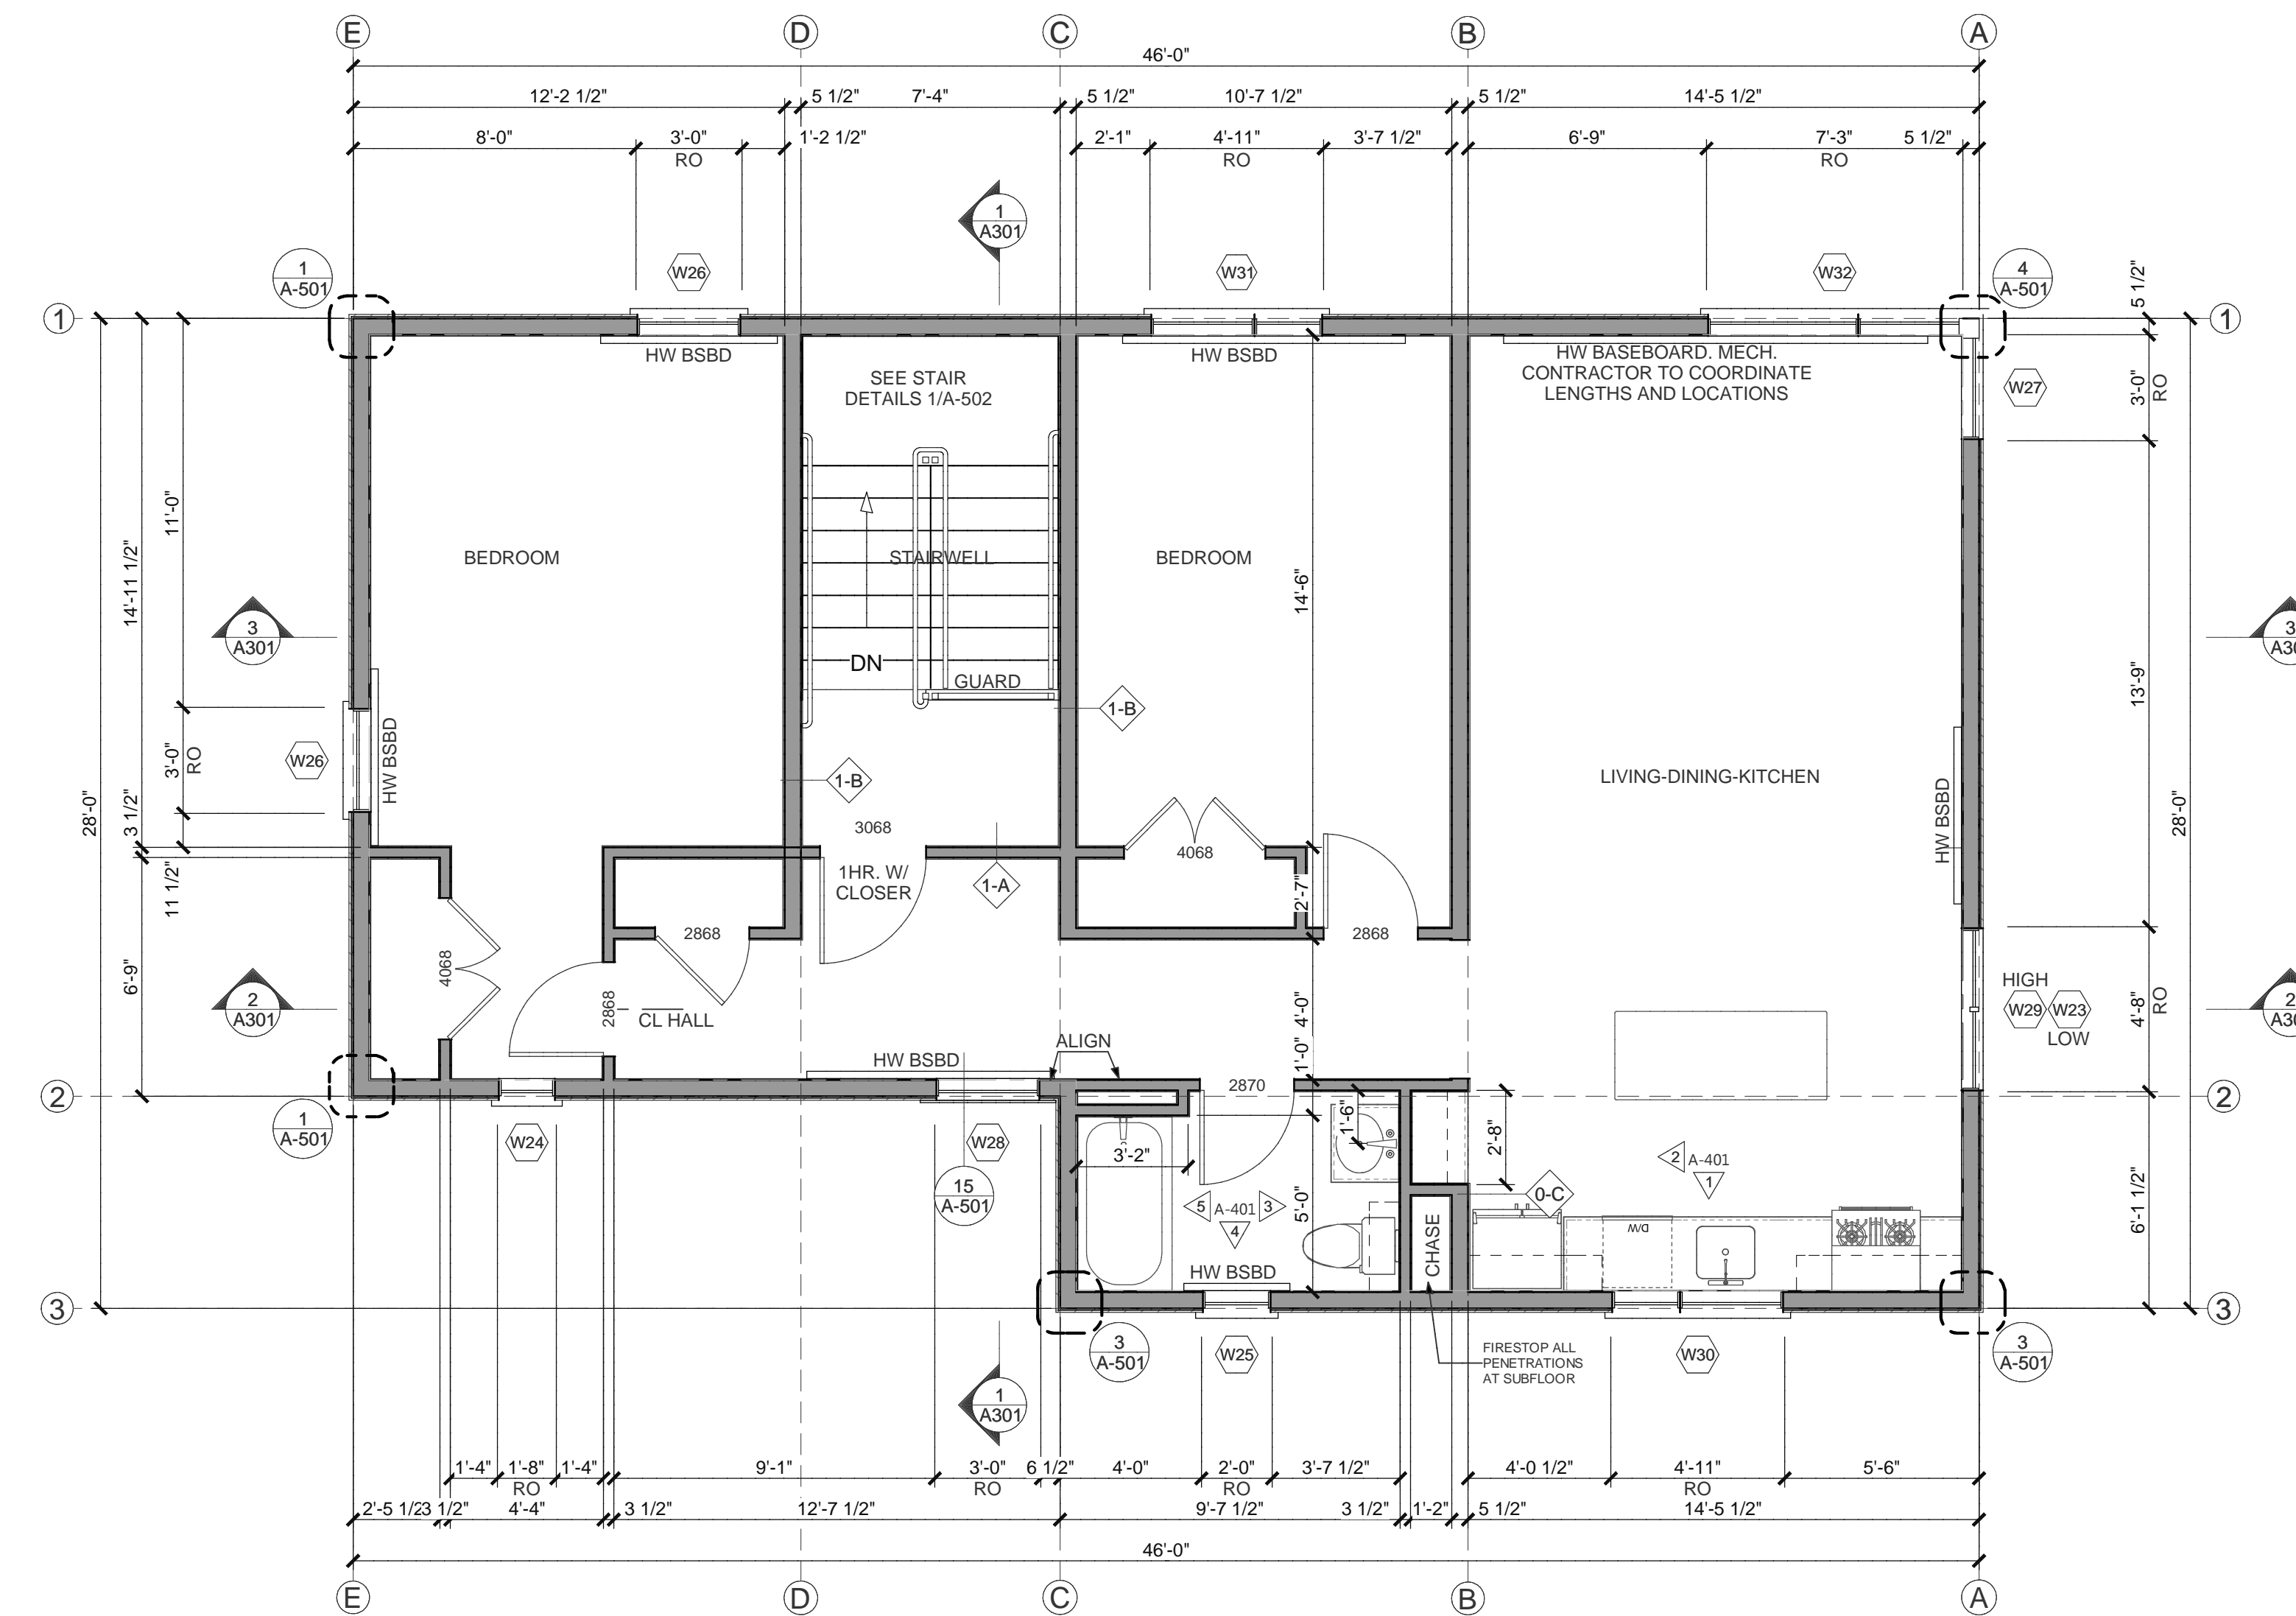 E
D
C
B
A
46'-0"
12'-2 1/2"
5 1/2"
7'-4"
5 1/2"
10'-7 1/2"
5 1/2"
14'-5 1/2"
8'-0"
3'-0"
RO
1'-2 1/2"
2'-1"
4'-11"
RO
3'-7 1/2"
6'-9"
7'-3"
RO
5 1/2"
1
A301
1
A-501
W26
W31
W32
4
A-501
5 1/2"
1
1
HW BSBD
SEE STAIR
DETAILS 1/A-502
HW BSBD
HW BASEBOARD. MECH.
CONTRACTOR TO COORDINATE
LENGTHS AND LOCATIONS
W27
3'-0"
RO
11'-0"
14'-11 1/2"
BEDROOM
STAIRWELL
BEDROOM
14'-6"
3
A301
3
A30
DN
GUARD
13'-9"
1-B
W26
3'-0"
RO
HW BSBD
1-B
LIVING-DINING-KITCHEN
28'-0"
3 1/2"
3068
HW BSBD
28'-0"
4068
11 1/2"
1HR. W/
CLOSER
1-A
2'-7"
2868
2868
6'-9"
4068
2868
CL HALL
4'-0"
2
A301
HIGH
W29
W23
LOW
4'-8"
RO
2
A30
HW BSBD
ALIGN
1'-0"
2870
2
2
1
A-501
W24
W28
3'-2"
1'-6"
2'-8"
2
A-401
1
15
A-501
5
A-401
3
4
5'-0"
0-C
6'-1 1/2"
CHASE
D/W
HW BSBD
3
3
3
A-501
W25
FIRESTOP ALL
PENETRATIONS
AT SUBFLOOR
W30
3
A-501
1
A301
1'-4"
1'-8"
RO
1'-4"
9'-1"
3'-0"
RO
6 1/2"
4'-0"
2'-0"
RO
3'-7 1/2"
4'-0 1/2"
4'-11"
RO
5'-6"
2'-5 1/2
3 1/2"
4'-4"
3 1/2"
12'-7 1/2"
9'-7 1/2"
3 1/2"
1'-2"
5 1/2"
14'-5 1/2"
46'-0"
E
D
C
B
A